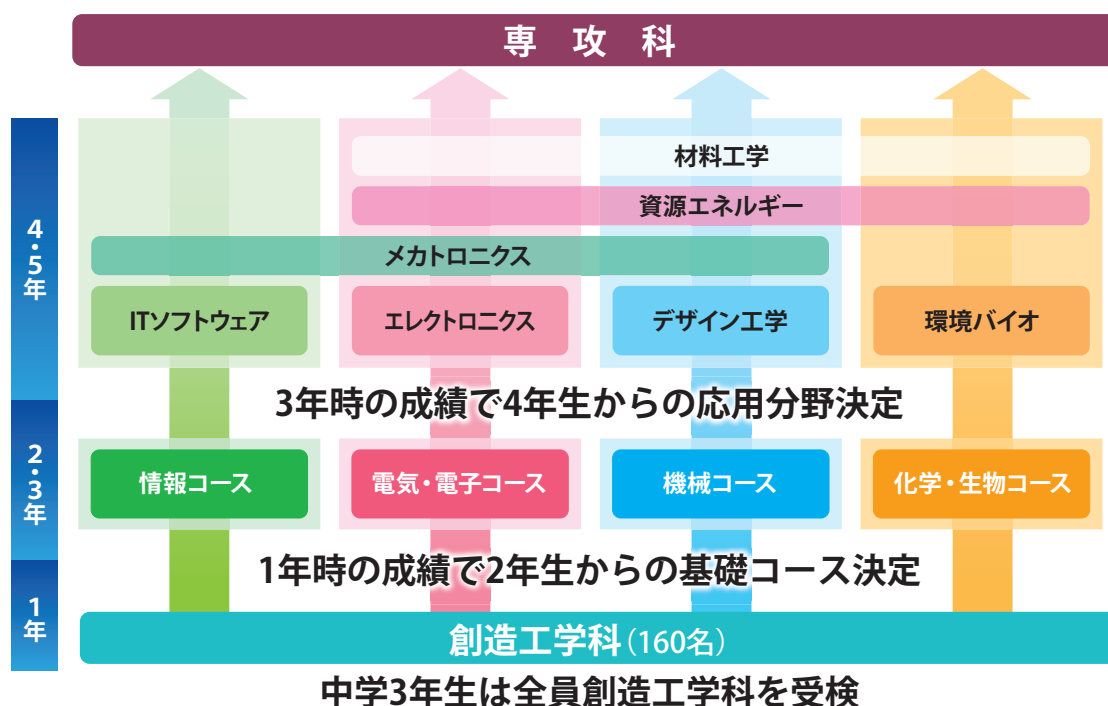 専攻科
4・5年
材料工学
資源エネルギー
メカトロニクス
ITソフトウェア
エレクトロニクス
デザイン工学
環境バイオ
3年時の成績で4年生からの応用分野決定
2・3年
情報コース
電気・電子コース
機械コース
化学・生物コース
1年時の成績で2年生からの基礎コース決定
1年
創造工学科(160名)
中学3年生は全員創造工学科を受検